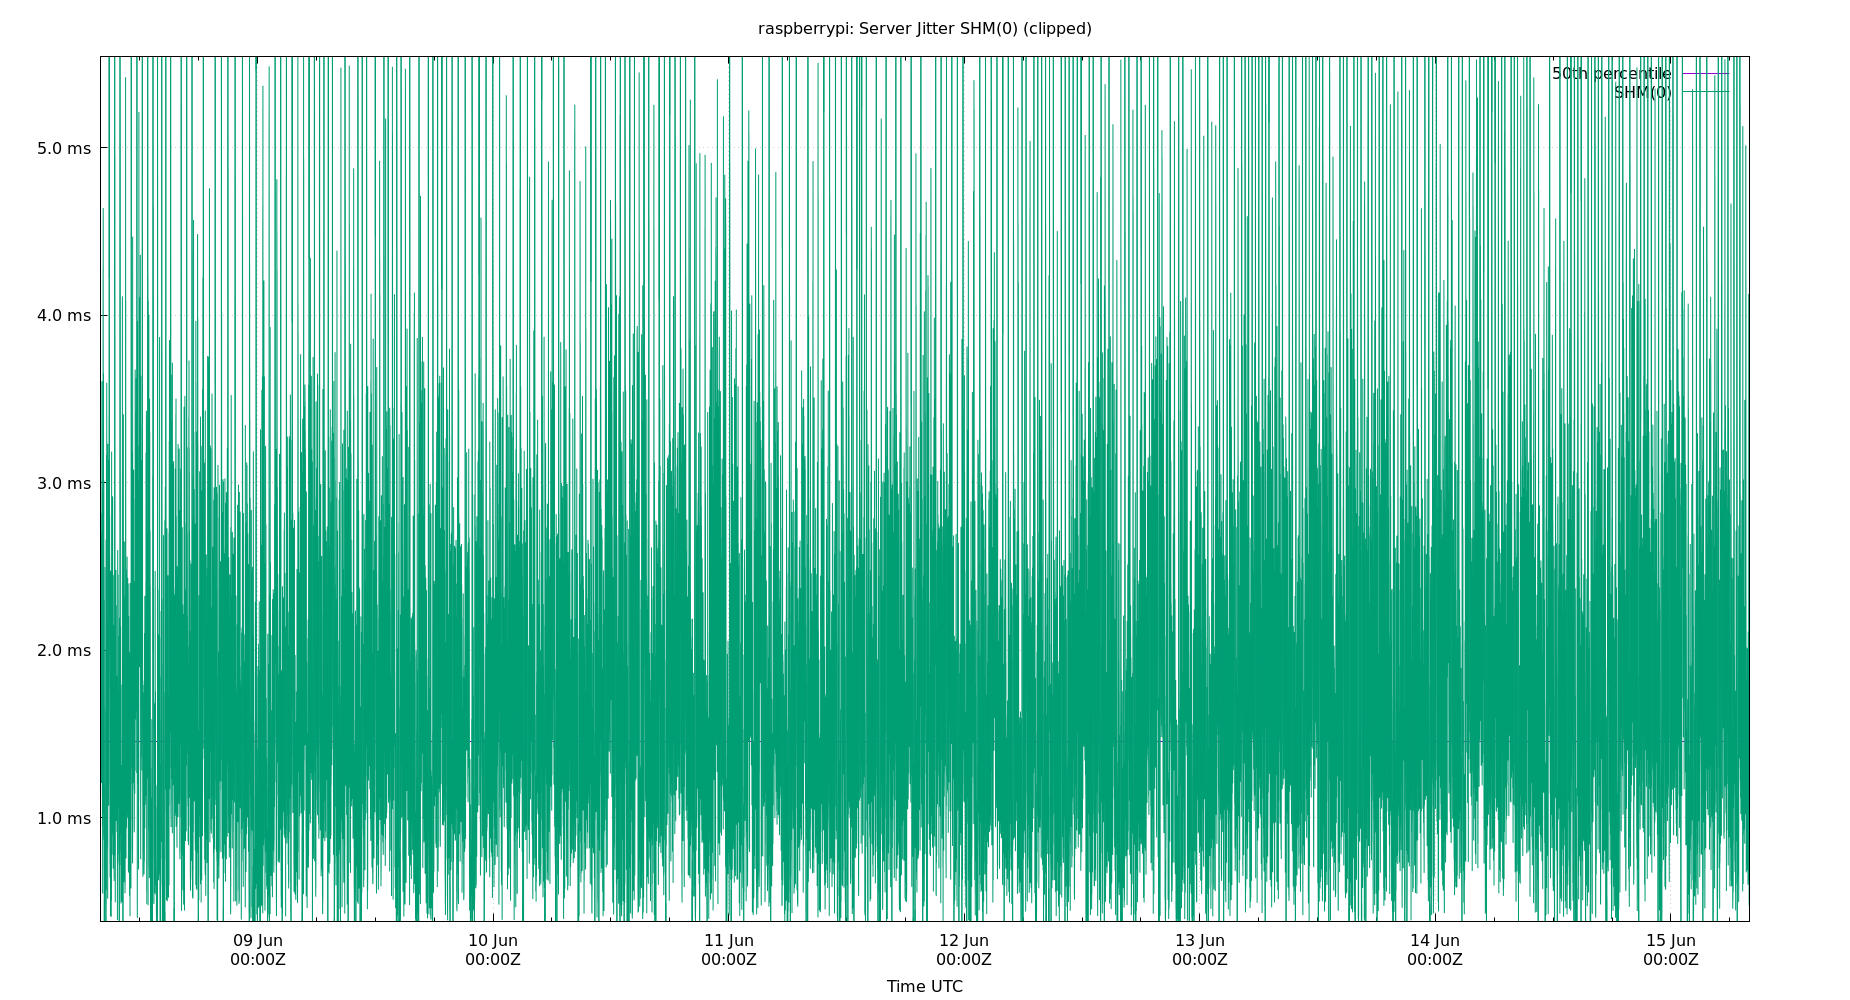 raspberrypi: Server Jitter SHM(0) (clipped)
50th percentile
SHM(0)
5.0 ms
4.0 ms
3.0 ms
2.0 ms
1.0 ms
09 Jun 10 Jun 11 Jun 12 Jun 13 Jun 14 Jun 15 Jun
00:00Z 00:00Z 00:00Z 00:00Z 00:00Z 00:00Z 00:00Z
Time UTC